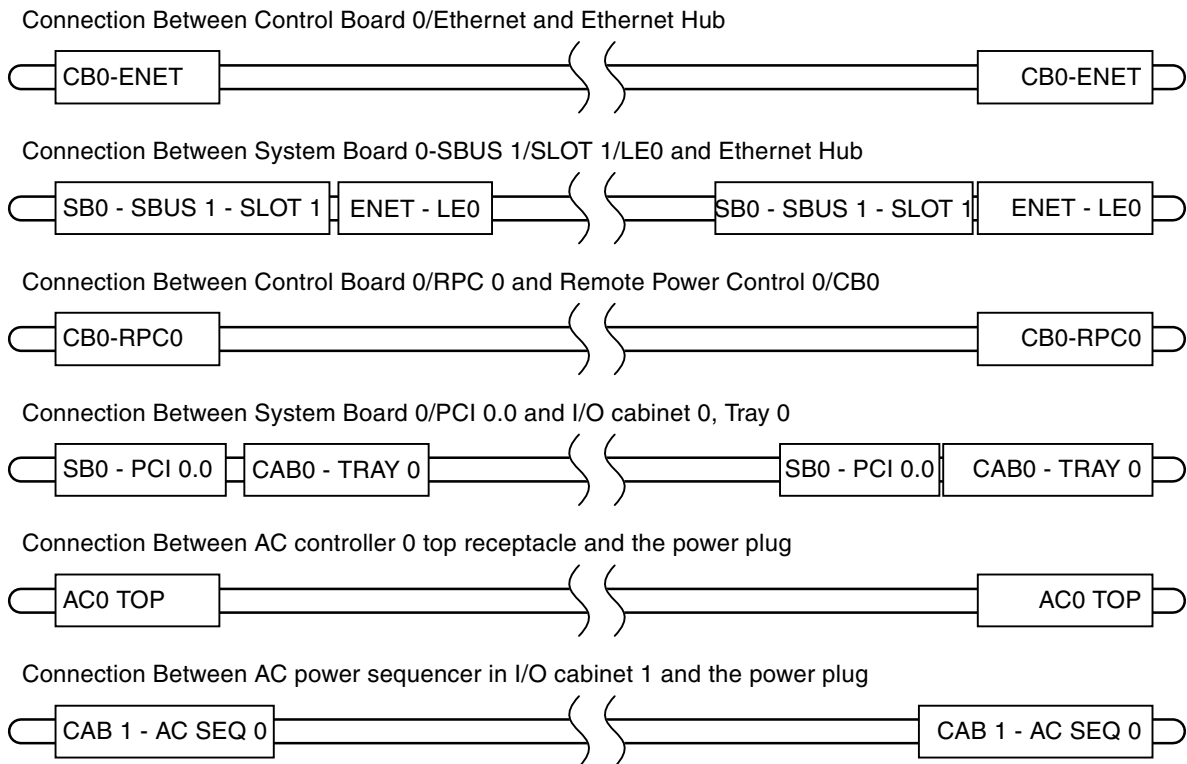 Connection Between Control Board 0/Ethernet and Ethernet Hub
CB0-ENET CB0-ENET
Connection Between System Board 0-SBUS 1/SLOT 1/LE0 and Ethernet Hub
SB0 - SBUS 1 - SLOT 1 ENET - LE0 SB0 - SBUS 1 - SLOT 1 ENET - LE0
Connection Between Control Board 0/RPC 0 and Remote Power Control 0/CB0
CB0-RPC0 CB0-RPC0
Connection Between System Board 0/PCI 0.0 and I/O cabinet 0, Tray 0
SB0 - PCI 0.0 CAB0 - TRAY 0 SB0 - PCI 0.0 CAB0 - TRAY 0
Connection Between AC controller 0 top receptacle and the power plug
AC0 TOP AC0 TOP
Connection Between AC power sequencer in I/O cabinet 1 and the power plug
CAB 1 - AC SEQ 0 CAB 1 - AC SEQ 0